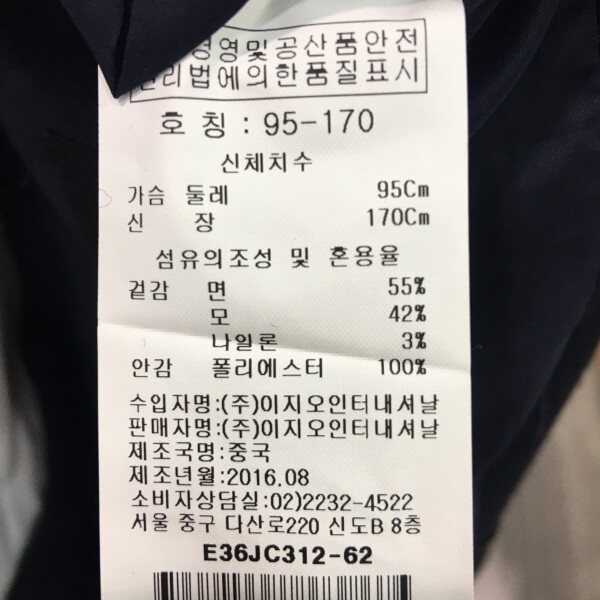 경영및공산품안전
관리법에의한품질표시
호 칭 : 95-170
신체치수
가슴 둘레 95Cm
신 장 170Cm
섬유의조성 및 혼용율
겉감 면 55%
모 42%
나일론 3%
안감 폴리에스터 100%
수입자명:(주)이지오인터내셔날
판매자명:(주)이지오인터내셔날
제조국명:중국
제조년월:2016.08
소비자상담실:02)2232-4522
서울 중구 다산로220 신도B 8층
E36JC312-62